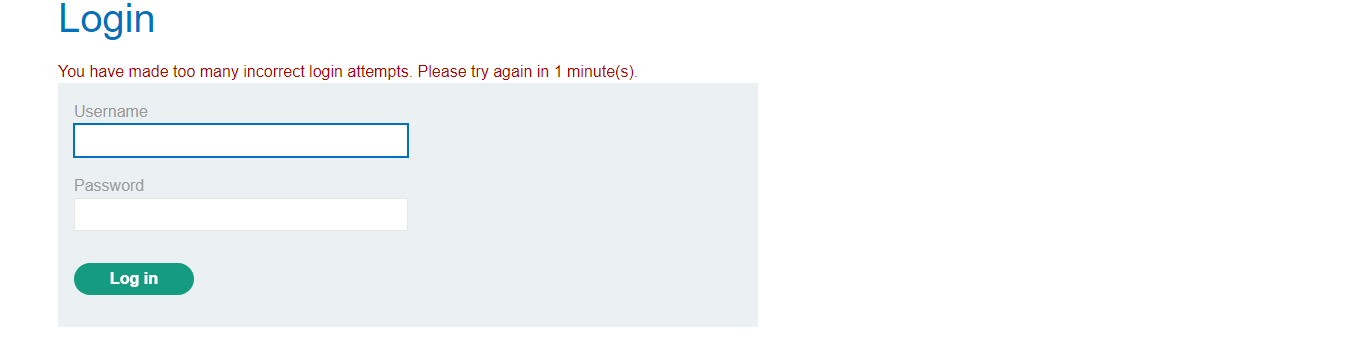 Login
You have made too many incorrect login attempts. Please try again in 1 minute(s).
Username
Password
Log in